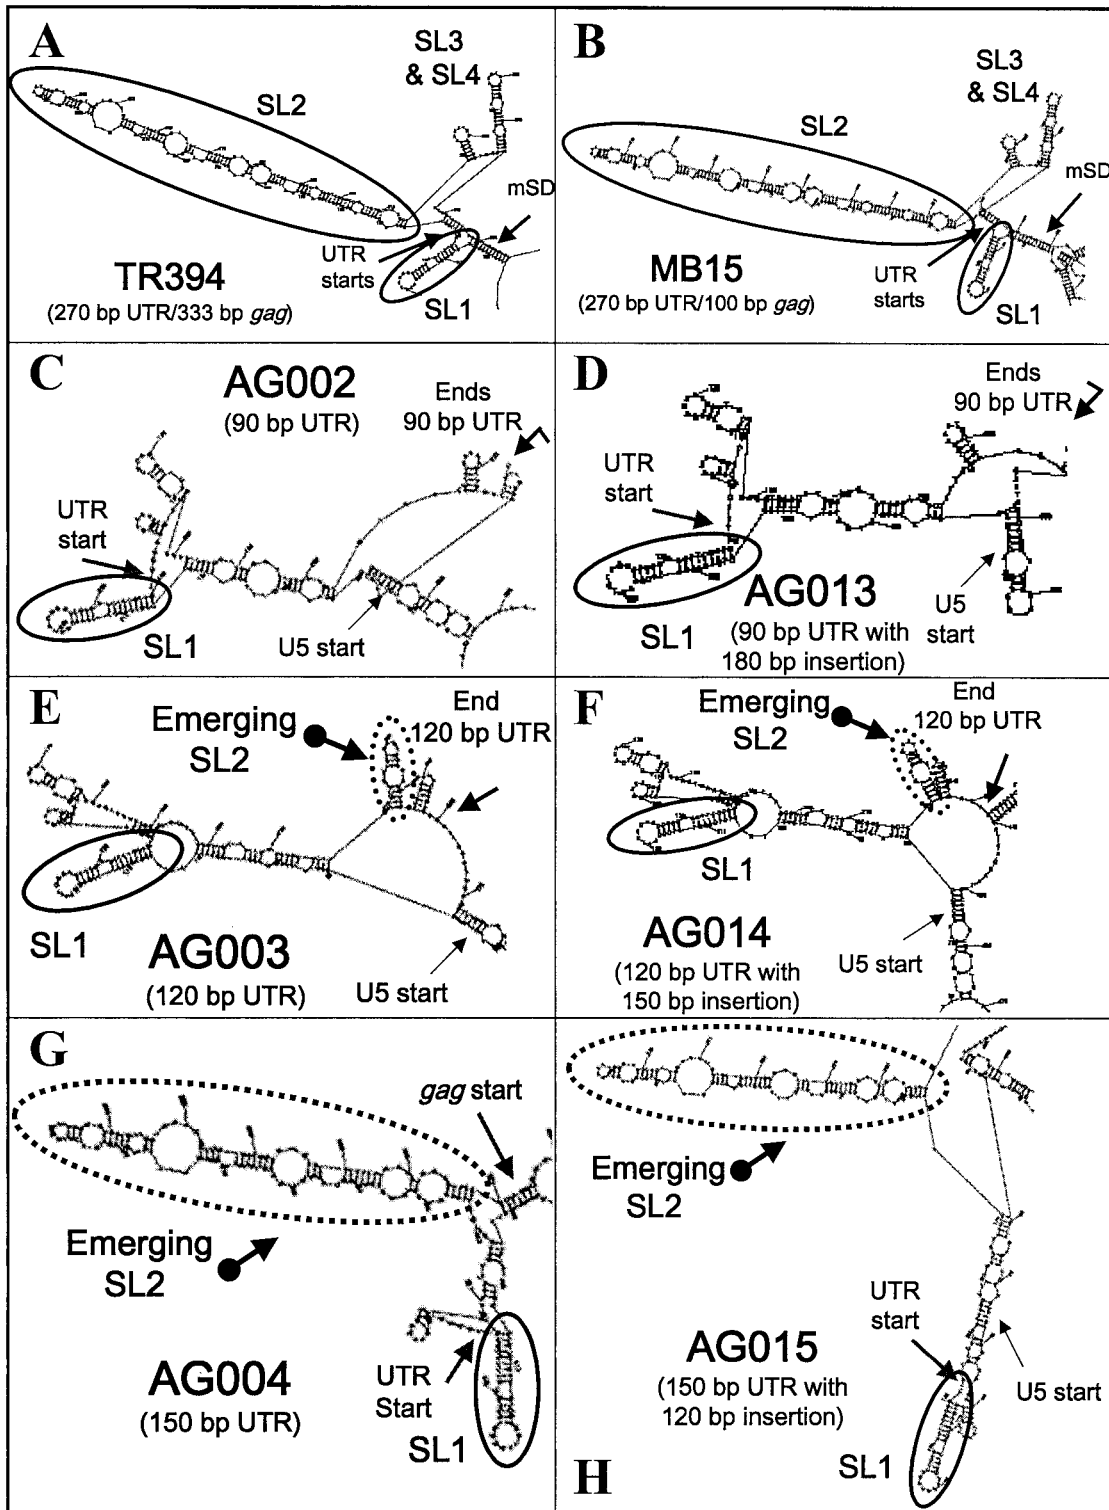 A
SL3
& SL4
SL2
mSD
UTR
starts
TR394
(270 bp UTR/333 bp gag)
SL1
B
SL3
& SL4
SL2
mSD
MB15
(270 bp UTR/100 bp gag)
UTR
starts
SL1
C
AG002
(90 bp UTR)
Ends
90 bp UTR
UTR
start
SL1
U5 start
D
Ends
90 bp UTR
UTR
start
AG013
(90 bp UTR with
180 bp insertion)
SL1
U5
start
E
Emerging
SL2
End
120 bp UTR
SL1
AG003
(120 bp UTR)
U5 start
F
Emerging
SL2
End
120 bp UTR
SL1
AG014
(120 bp UTR with
150 bp insertion)
U5 start
G
gag start
Emerging
SL2
AG004
(150 bp UTR)
UTR
Start
SL1
Emerging
SL2
UTR
start
AG015
(150 bp UTR with
120 bp insertion)
U5 start
SL1
H